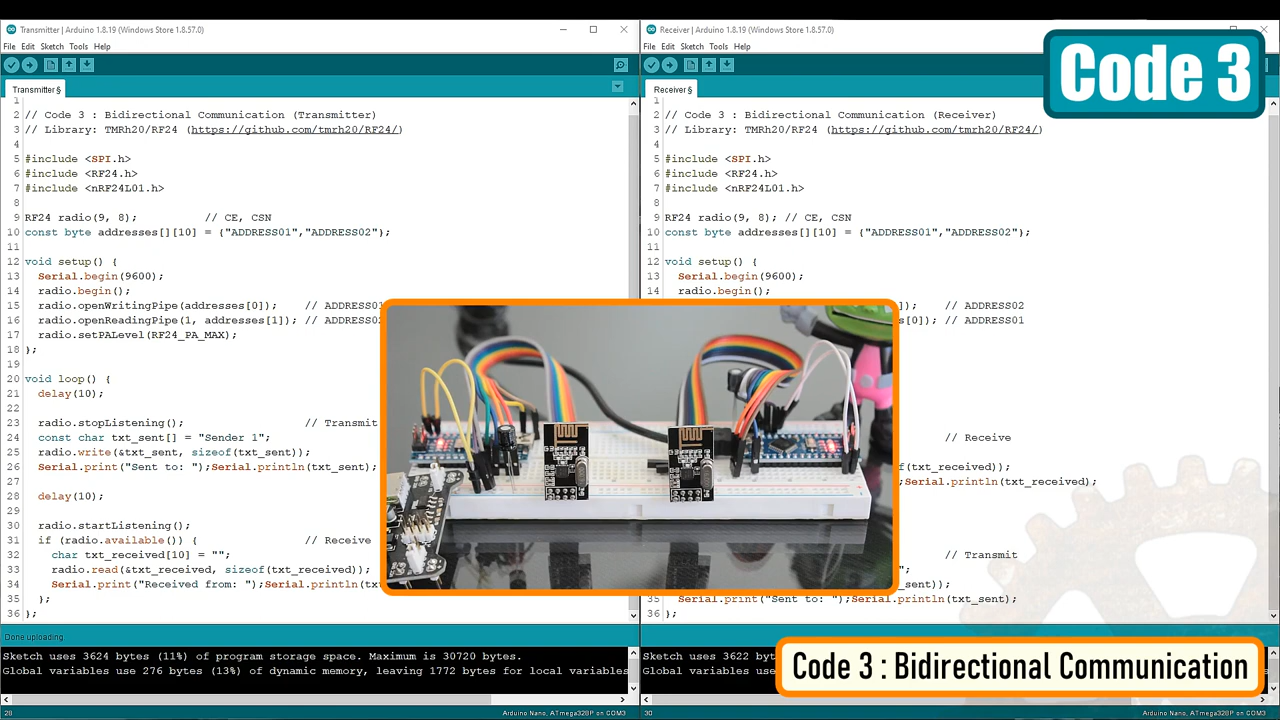 Transmitter | Arduino 1.8.19 (Windows Store 1.8.57.0)
File Edit Sketch Tools Help
Transmitter §
1
2 // Code 3 : Bidirectional Communication (Transmitter)
3 // Library: TMRh20/RF24 (https://github.com/tmrh20/RF24/)
4
5 #include <SPI.h>
6 #include <RF24.h>
7 #include <nRF24L01.h>
8
9 RF24 radio(9, 8); // CE, CSN
10 const byte addresses[][10] = {"ADDRESS01","ADDRESS02"};
11
12 void setup() {
13 Serial.begin(9600);
14 radio.begin();
15 radio.openWritingPipe(addresses[0]); // ADDRESS01
16 radio.openReadingPipe(1, addresses[1]); // ADDRESS02
17 radio.setPALevel(RF24_PA_MAX);
18 };
19
20 void loop() {
21 delay(10);
22
23 radio.stopListening(); // Transmit
24 const char txt_sent[] = "Sender 1";
25 radio.write(&txt_sent, sizeof(txt_sent));
26 Serial.print("Sent to: ");Serial.println(txt_sent);
27
28 delay(10);
29
30 radio.startListening();
31 if (radio.available()) { // Receive
32 char txt_received[10] = "";
33 radio.read(&txt_received, sizeof(txt_received));
34 Serial.print("Received from: ");Serial.println(tx
35 };
36 };
Done uploading.
Sketch uses 3624 bytes (11%) of program storage space. Maximum is 30720 bytes.
Global variables use 276 bytes (13%) of dynamic memory, leaving 1772 bytes for local variables
28 Arduino Nano, ATmega328P on COM3
Receiver | Arduino 1.8.19 (Windows Store 1.8.57.0)
File Edit Sketch Tools Help
Receiver §
1
2 // Code 3 : Bidirectional Communication (Receiver)
3 // Library: TMRh20/RF24 (https://github.com/tmrh20/RF24/)
4
5 #include <SPI.h>
6 #include <RF24.h>
7 #include <nRF24L01.h>
8
9 RF24 radio(9, 8); // CE, CSN
10 const byte addresses[][10] = {"ADDRESS01","ADDRESS02"};
11
12 void setup() {
13 Serial.begin(9600);
14 radio.begin();
]); // ADDRESS02
s[0]); // ADDRESS01
// Receive
of(txt_received));
;Serial.println(txt_received);
// Transmit
";
_sent));
35 Serial.print("Sent to: ");Serial.println(txt_sent);
36 };
Sketch uses 3622
Global variables use
30 Arduino Nano, ATmega328P on COM3
Code 3
Code 3 : Bidirectional Communication